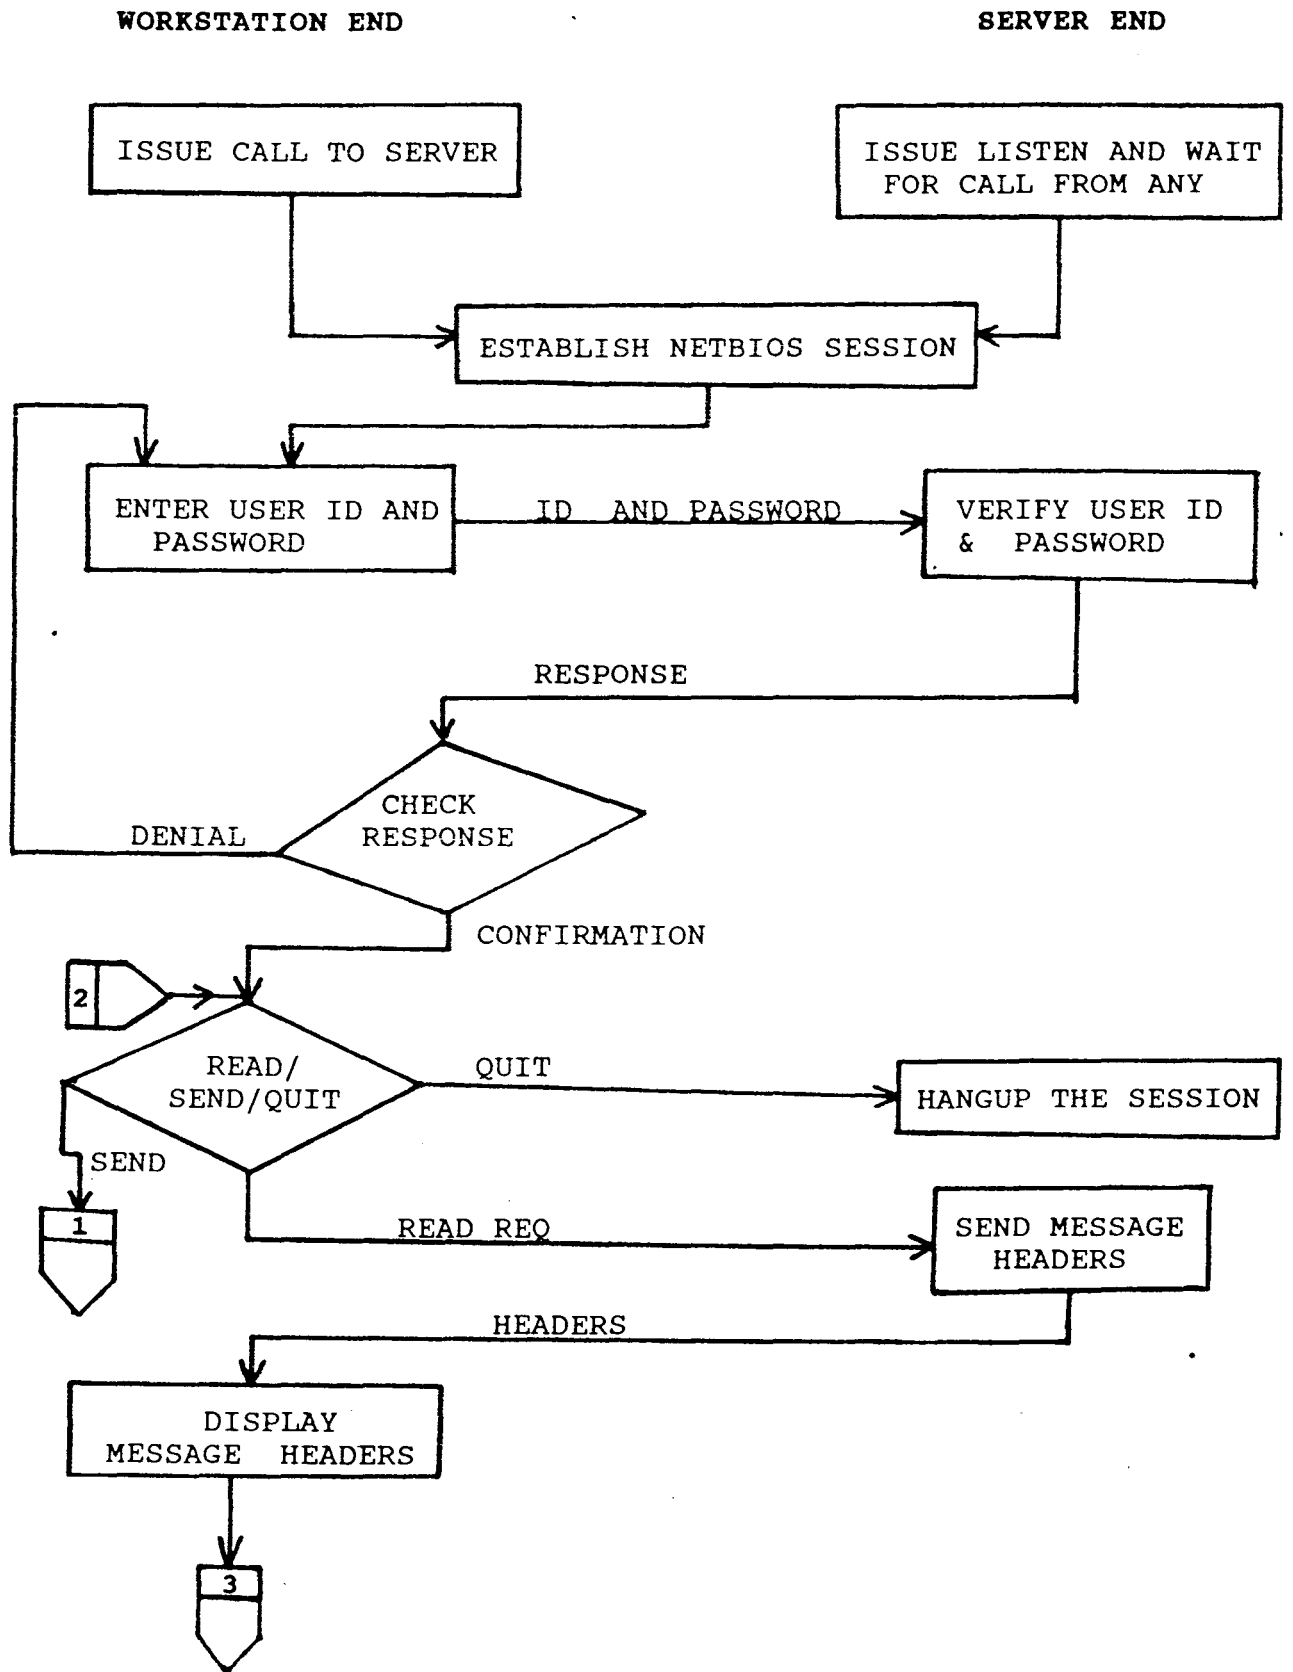 WORKSTATION END
SERVER END
ISSUE CALL TO SERVER
ISSUE LISTEN AND WAIT
FOR CALL FROM ANY
ESTABLISH NETBIOS SESSION
ENTER USER ID AND
PASSWORD
ID AND PASSWORD
VERIFY USER ID
& PASSWORD
RESPONSE
CHECK
RESPONSE
DENIAL
CONFIRMATION
2
READ/
SEND/QUIT
QUIT
HANGUP THE SESSION
SEND
1
READ REQ
SEND MESSAGE
HEADERS
HEADERS
DISPLAY
MESSAGE HEADERS
3